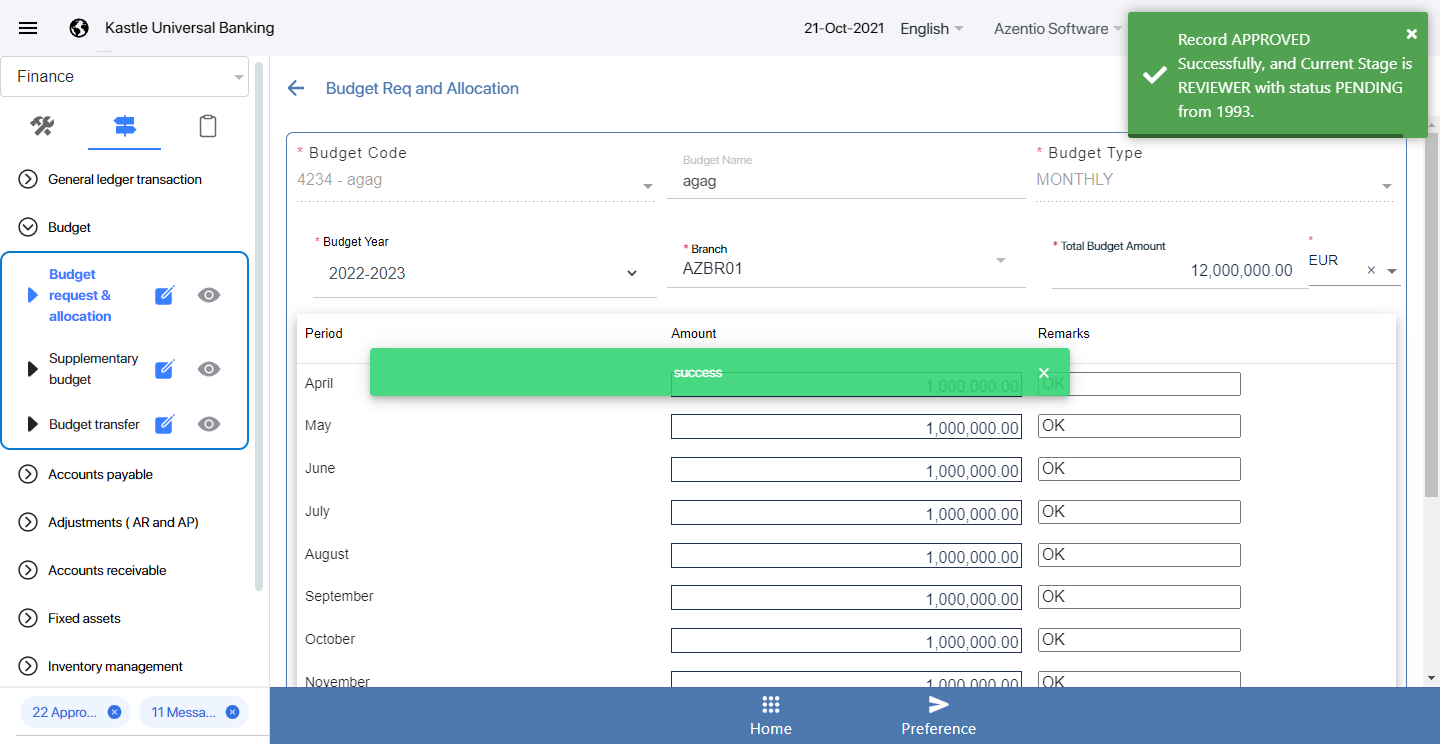 Kastle Universal Banking
21-Oct-2021
English
Azentio Software
Record APPROVED
Successfully, and Current Stage is
REVIEWER with status PENDING
from 1993.
Finance
General ledger transaction
Budget
Budget
request &
allocation
Supplementary
budget
Budget transfer
Accounts payable
Adjustments ( AR and AP)
Accounts receivable
Fixed assets
Inventory management
22 Appro...
11 Messa...
Budget Req and Allocation
* Budget Code
4234 - agag
Budget Name
agag
* Budget Type
MONTHLY
* Budget Year
2022-2023
* Branch
AZBR01
* Total Budget Amount
12,000,000.00
*
EUR
Period Amount Remarks
success
April 1,000,000.00 OK
May 1,000,000.00 OK
June 1,000,000.00 OK
July 1,000,000.00 OK
August 1,000,000.00 OK
September 1,000,000.00 OK
October 1,000,000.00 OK
November 1,000,000.00 OK
Home
Preference